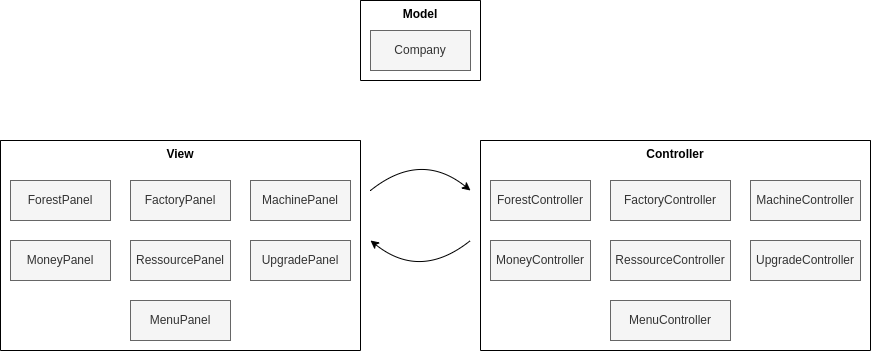 Model
Company
View
ForestPanel
FactoryPanel
MachinePanel
MoneyPanel
RessourcePanel
UpgradePanel
MenuPanel
Controller
ForestController
FactoryController
MachineController
MoneyController
RessourceController
UpgradeController
MenuController